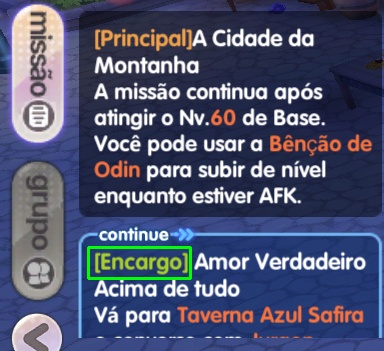 missão
grupo
[Principal]A Cidade da
Montanha
A missão continua após
atingir o Nv.60 de Base.
Você pode usar a Bênção de
Odin para subir de nível
enquanto estiver AFK.
continue
[Encargo] Amor Verdadeiro
Acima de tudo
Vá para Taverna Azul Safira